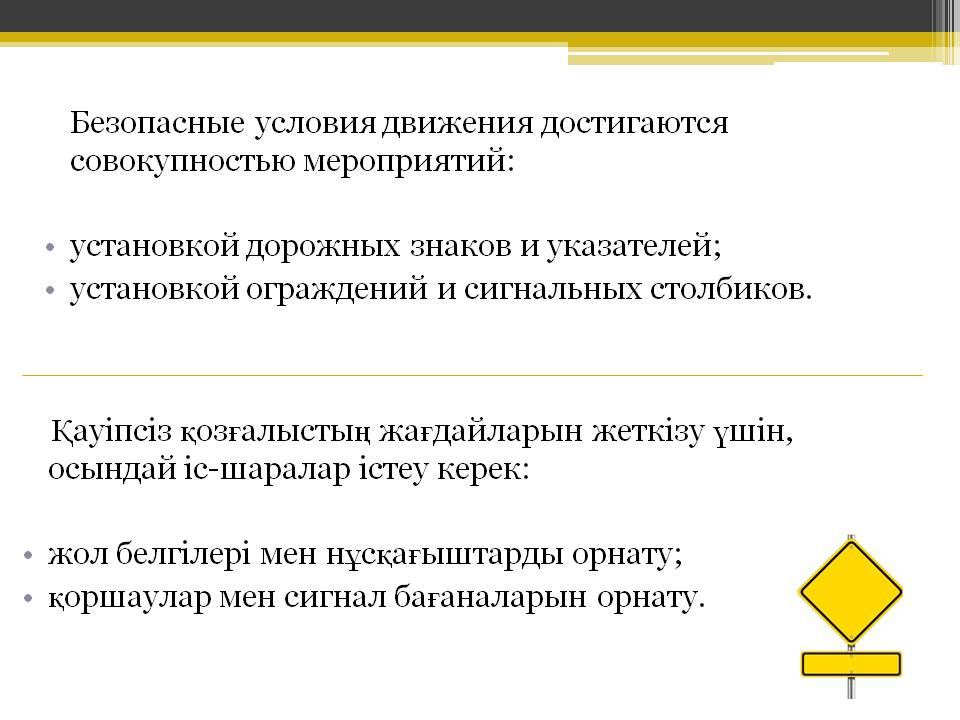 Безопасные условия движения достигаются
совокупностью мероприятий:
• установкой дорожных знаков и указателей;
• установкой ограждений и сигнальных столбиков.
Қауіпсіз қозғалыстың жағдайларын жеткізу үшін,
осындай іс-шаралар істеу керек:
• жол белгілері мен нұсқағыштарды орнату;
• қоршаулар мен сигнал бағаналарын орнату.